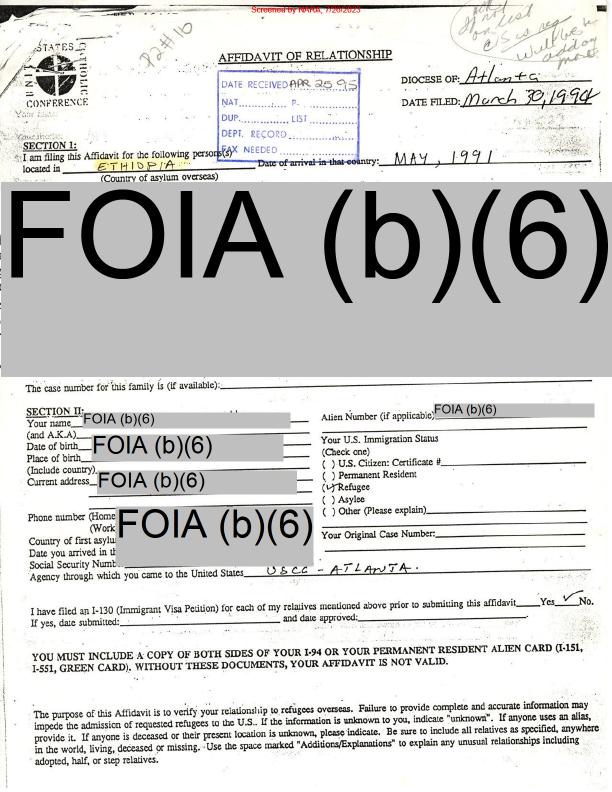 Screened by NARA, 7/26/2023
P2#10
UNITED STATES CATHOLIC
CONFERENCE
AFFIDAVIT OF RELATIONSHIP
DATE RECEIVED APR 25 95
NAT............ P-............
DUP............ LIST............
DEPT. RECORD............
FAX NEEDED............
DIOCESE OF: Atlanta
DATE FILED: March 30, 1994
SECTION I:
I am filing this Affidavit for the following persons(s)
located in ETHIOPIA Date of arrival in that country: MAY, 1991
(Country of asylum overseas)
FOIA (b)(6)
The case number for this family is (if available):
SECTION II:
Your name FOIA (b)(6)
(and A.K.A)
Date of birth FOIA (b)(6)
Place of birth
(Include country)
Current address FOIA (b)(6)
Phone number (Home FOIA (b)(6)
(Work
Country of first asylu
Date you arrived in th
Social Security Numb
Agency through which you came to the United States USCC - ATLANTA.
Alien Number (if applicable) FOIA (b)(6)
Your U.S. Immigration Status
(Check one)
( ) U.S. Citizen: Certificate #
( ) Permanent Resident
(✓) Refugee
( ) Asylee
( ) Other (Please explain)
Your Original Case Number:
I have filed an I-130 (Immigrant Visa Petition) for each of my relatives mentioned above prior to submitting this affidavit____Yes ✓ No.
If yes, date submitted: and date approved:
YOU MUST INCLUDE A COPY OF BOTH SIDES OF YOUR I-94 OR YOUR PERMANENT RESIDENT ALIEN CARD (I-151,
I-551, GREEN CARD). WITHOUT THESE DOCUMENTS, YOUR AFFIDAVIT IS NOT VALID.
The purpose of this Affidavit is to verify your relationship to refugees overseas. Failure to provide complete and accurate information may
impede the admission of requested refugees to the U.S.. If the information is unknown to you, indicate "unknown". If anyone uses an alias,
provide it. If anyone is deceased or their present location is unknown, please indicate. Be sure to include all relatives as specified, anywhere
in the world, living, deceased or missing. Use the space marked "Additions/Explanations" to explain any unusual relationships including
adopted, half, or step relatives.